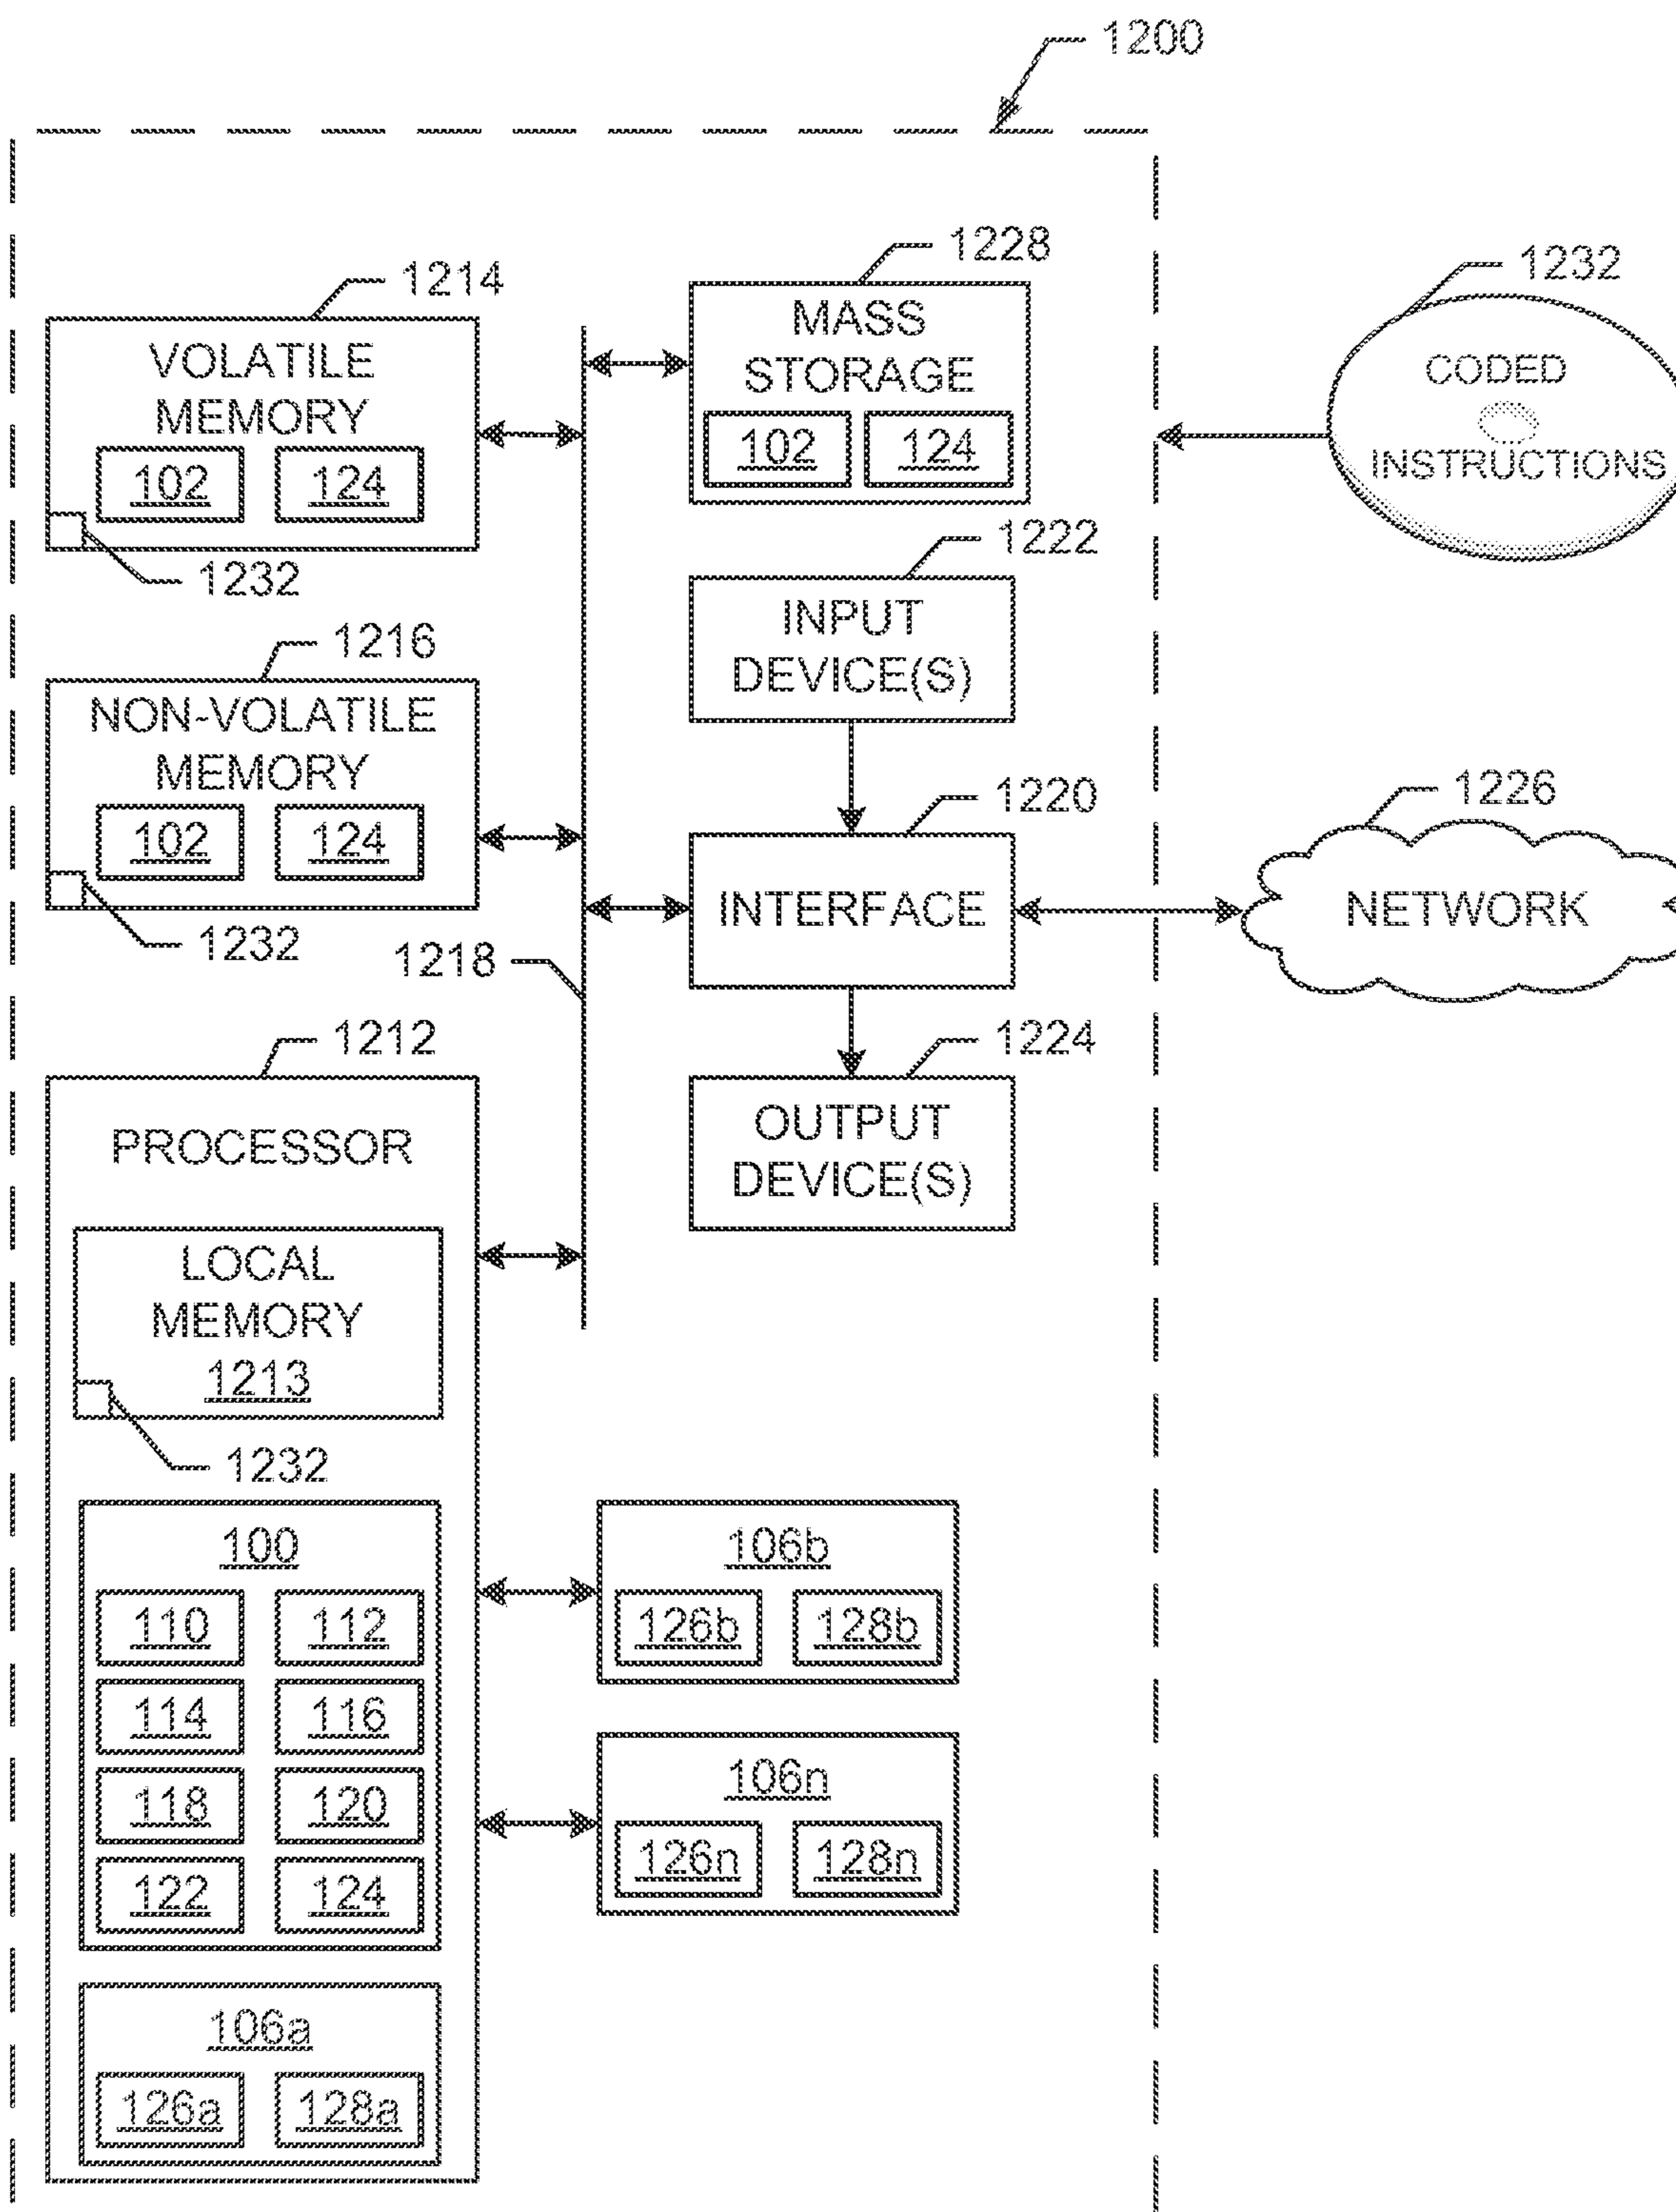 1200
1214
VOLATILE
MEMORY
102 124
1232
1216
NON-VOLATILE
MEMORY
102 124
1232
1218
1212
PROCESSOR
LOCAL
MEMORY
1213
1232
100
110 112
114 116
118 120
122 124
106a
126a 128a
1228
MASS
STORAGE
102 124
1222
INPUT
DEVICE(S)
1220
INTERFACE
1224
OUTPUT
DEVICE(S)
106b
126b 128b
106n
126n 128n
1232
CODED
INSTRUCTIONS
1226
NETWORK